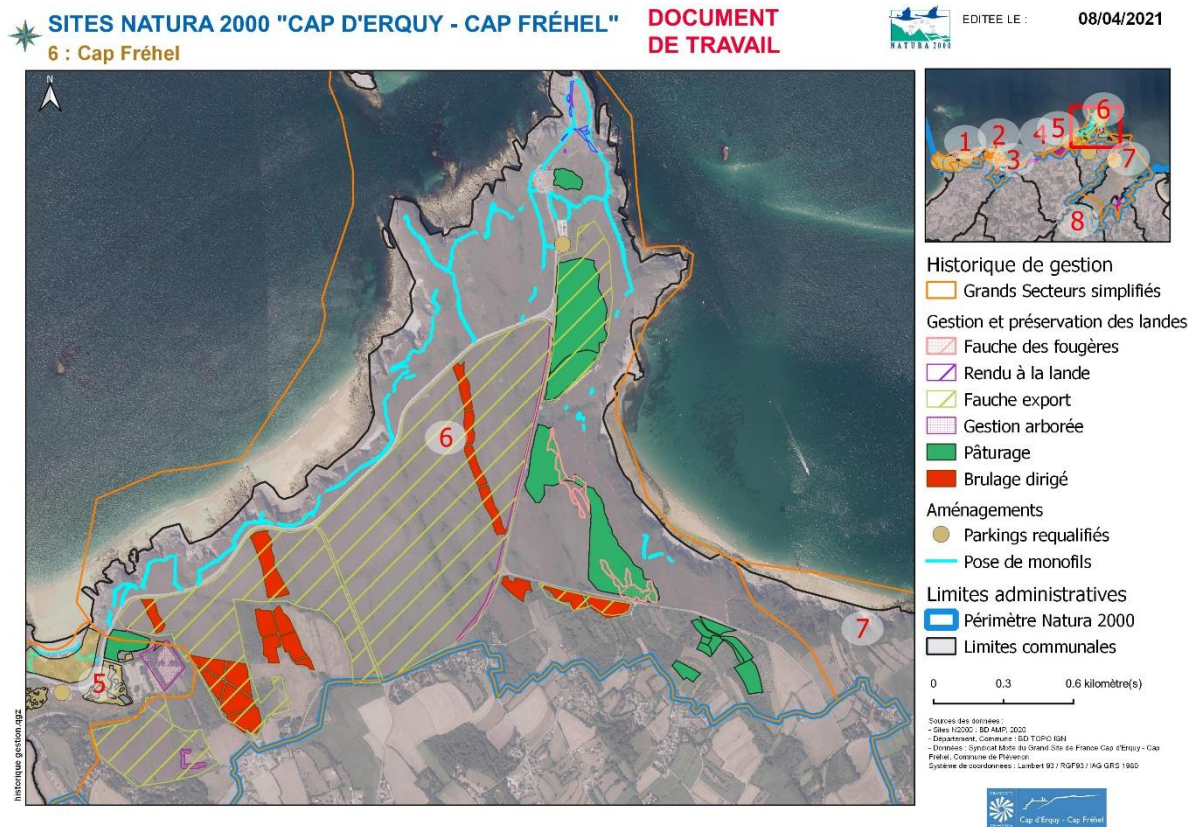 SITES NATURA 2000 "CAP D'ERQUY - CAP FRÉHEL"
6 : Cap Fréhel
DOCUMENT
DE TRAVAIL
NATURA 2000
EDITEE LE :
08/04/2021
N
6
7
5
1
2
3
4
5
6
7
8
Historique de gestion
Grands Secteurs simplifiés
Gestion et préservation des landes
Fauche des fougères
Rendu à la lande
Fauche export
Gestion arborée
Pâturage
Brulage dirigé
Aménagements
Parkings requalifiés
Pose de monofils
Limites administratives
Périmètre Natura 2000
Limites communales
0 0.3 0.6 kilomètre(s)
Sources des données :
- Sites N2000 : BD AMP, 2020
- Département, Commune : BD TOPO IGN
- Données : Syndicat Mixte du Grand Site de France Cap d'Erquy - Cap
Fréhel, Commune de Plévenon
Système de coordonnées : Lambert 93 / RGF93 / IAG GRS 1980
historique gestion.qgz
Cap d'Erquy - Cap Fréhel